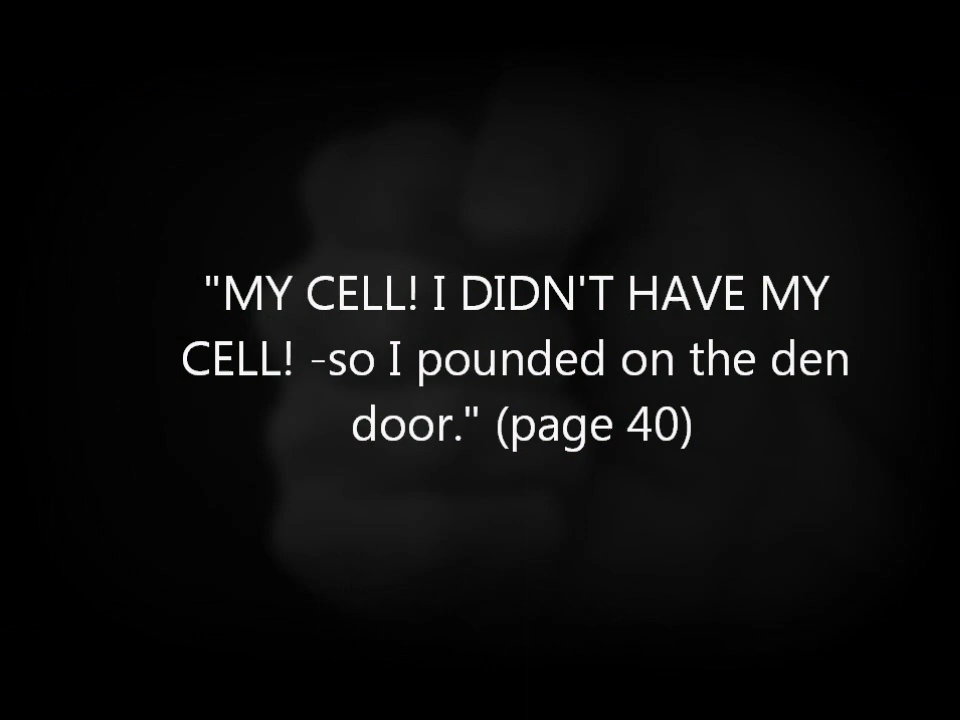 "MY CELL! I DIDN'T HAVE MY
CELL! -so I pounded on the den
door." (page 40)